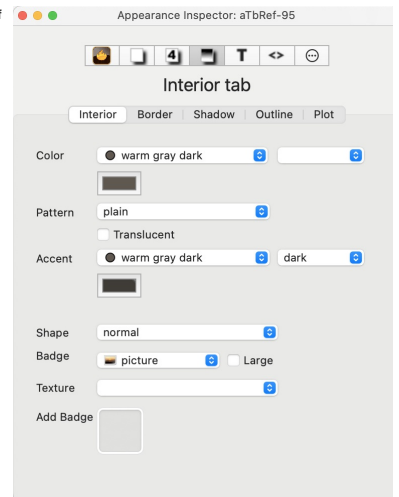 f
Appearance Inspector: aTbRef-95
4 T <>
Interior tab
Interior Border Shadow Outline Plot
Color warm gray dark
Pattern plain
Translucent
Accent warm gray dark dark
Shape normal
Badge picture Large
Texture
Add Badge